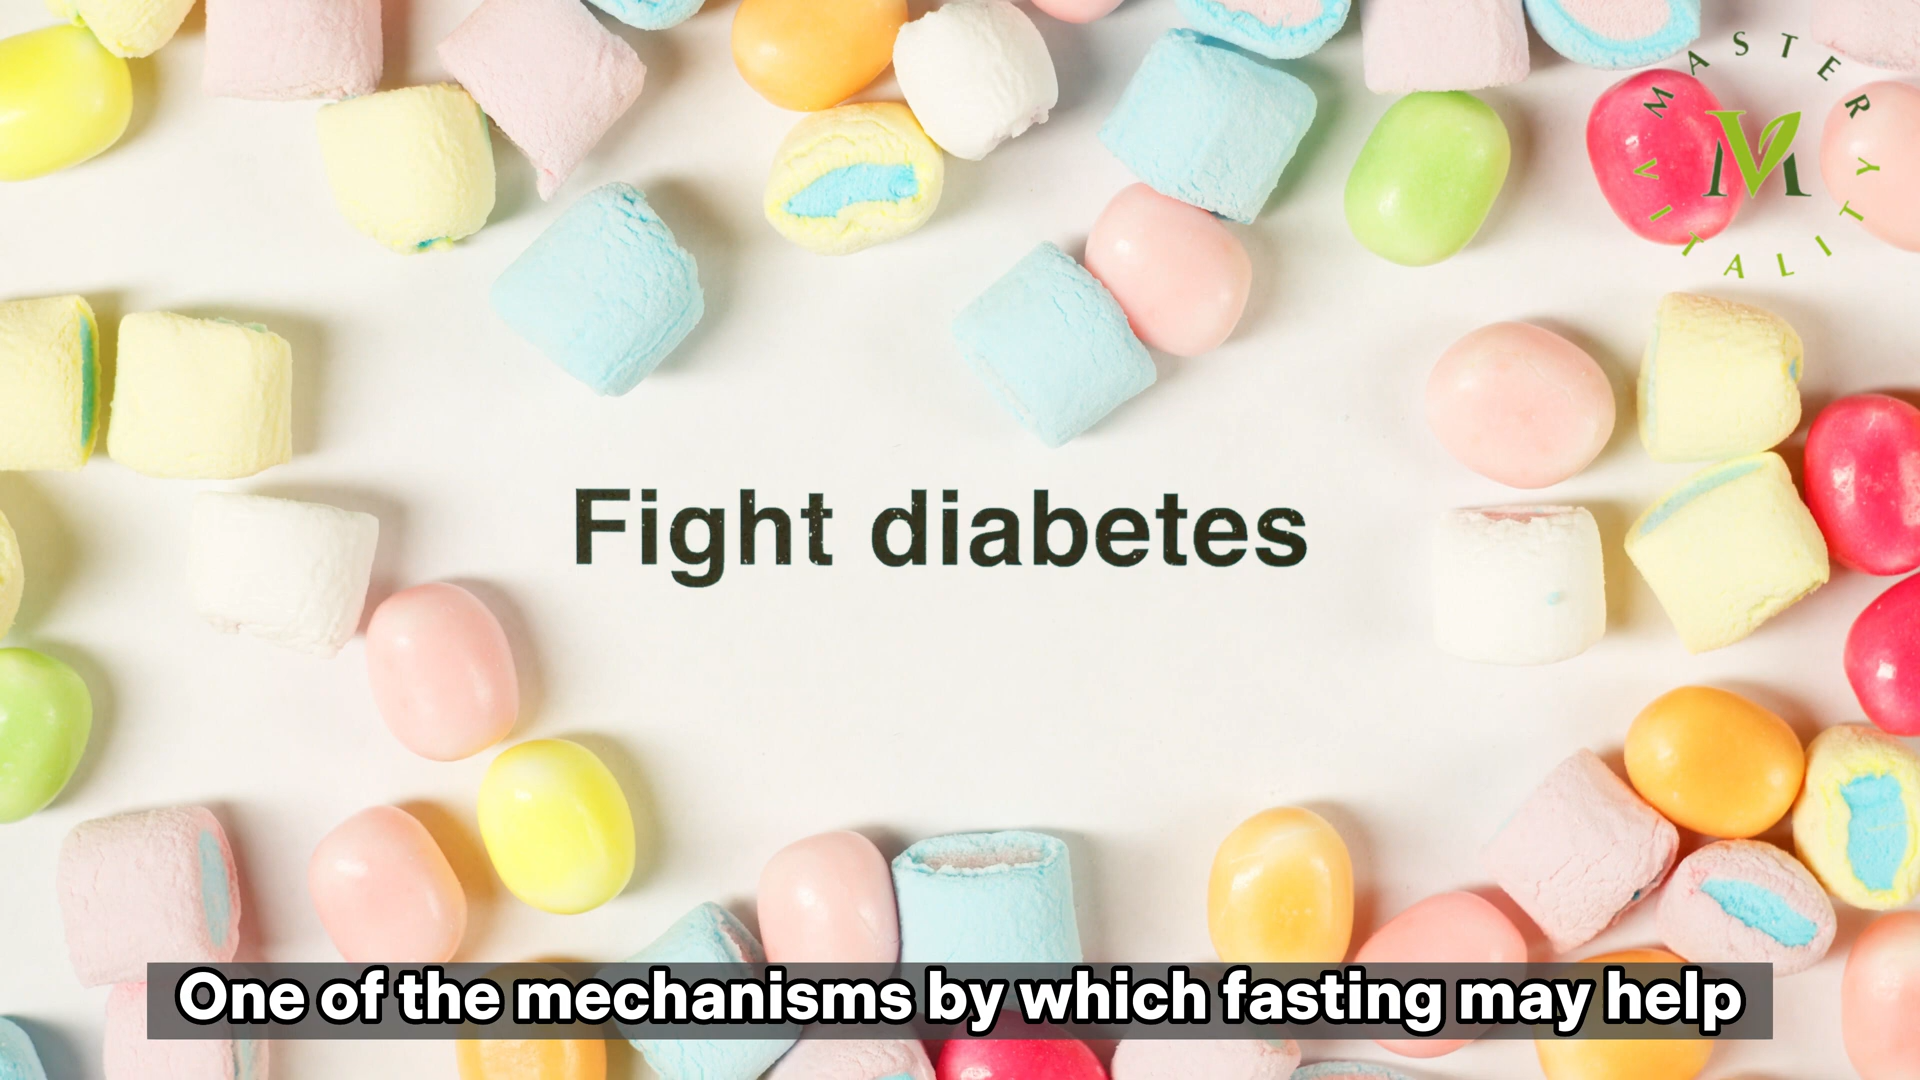 MASTER
VITALITY
Fight diabetes
One of the mechanisms by which fasting may help